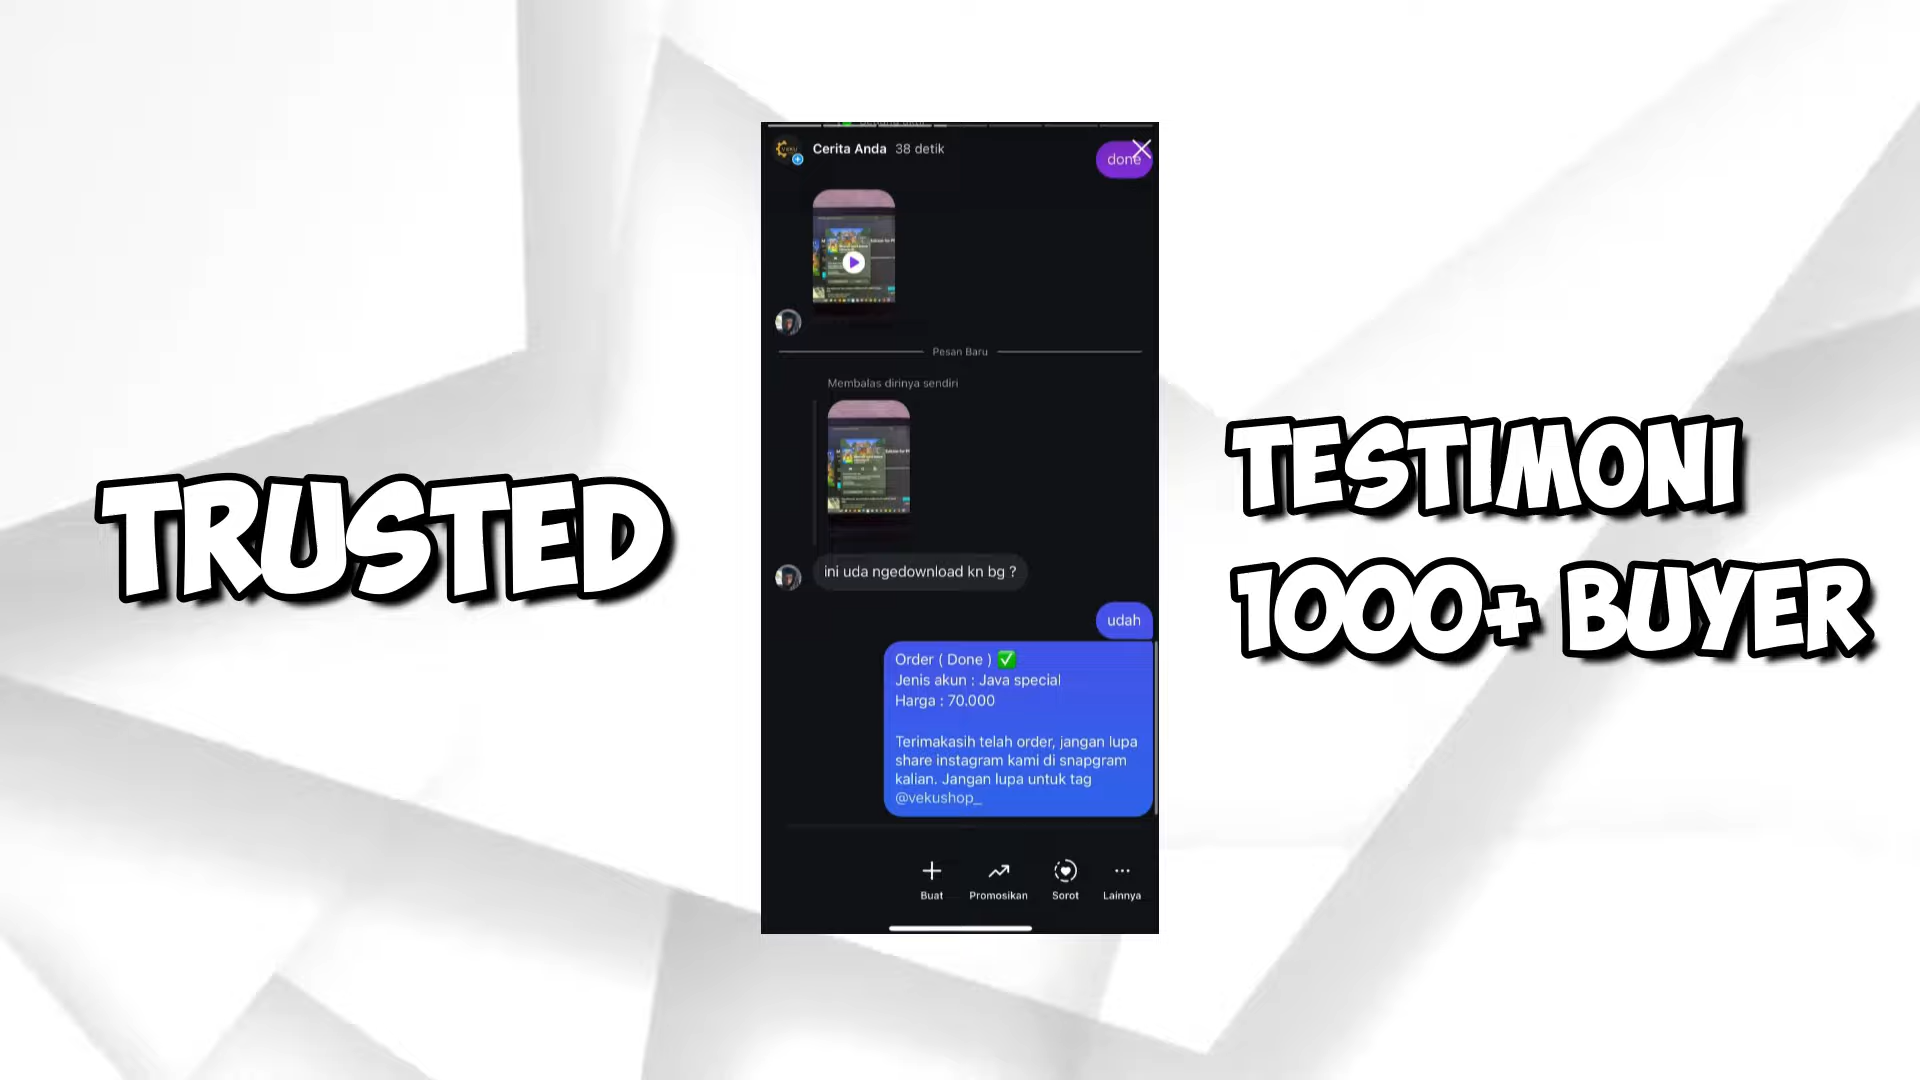 Cerita Anda 38 detik
done
Pesan Baru
Membalas dirinya sendiri
ini uda ngedownload kn bg ?
udah
Order ( Done ) ✅
Jenis akun : Java special
Harga : 70.000
Terimakasih telah order, jangan lupa
share instagram kami di snapgram
kalian. Jangan lupa untuk tag
@vekushop_
Buat
Promosikan
Sorot
Lainnya
TRUSTED
TESTIMONI
1000+ BUYER